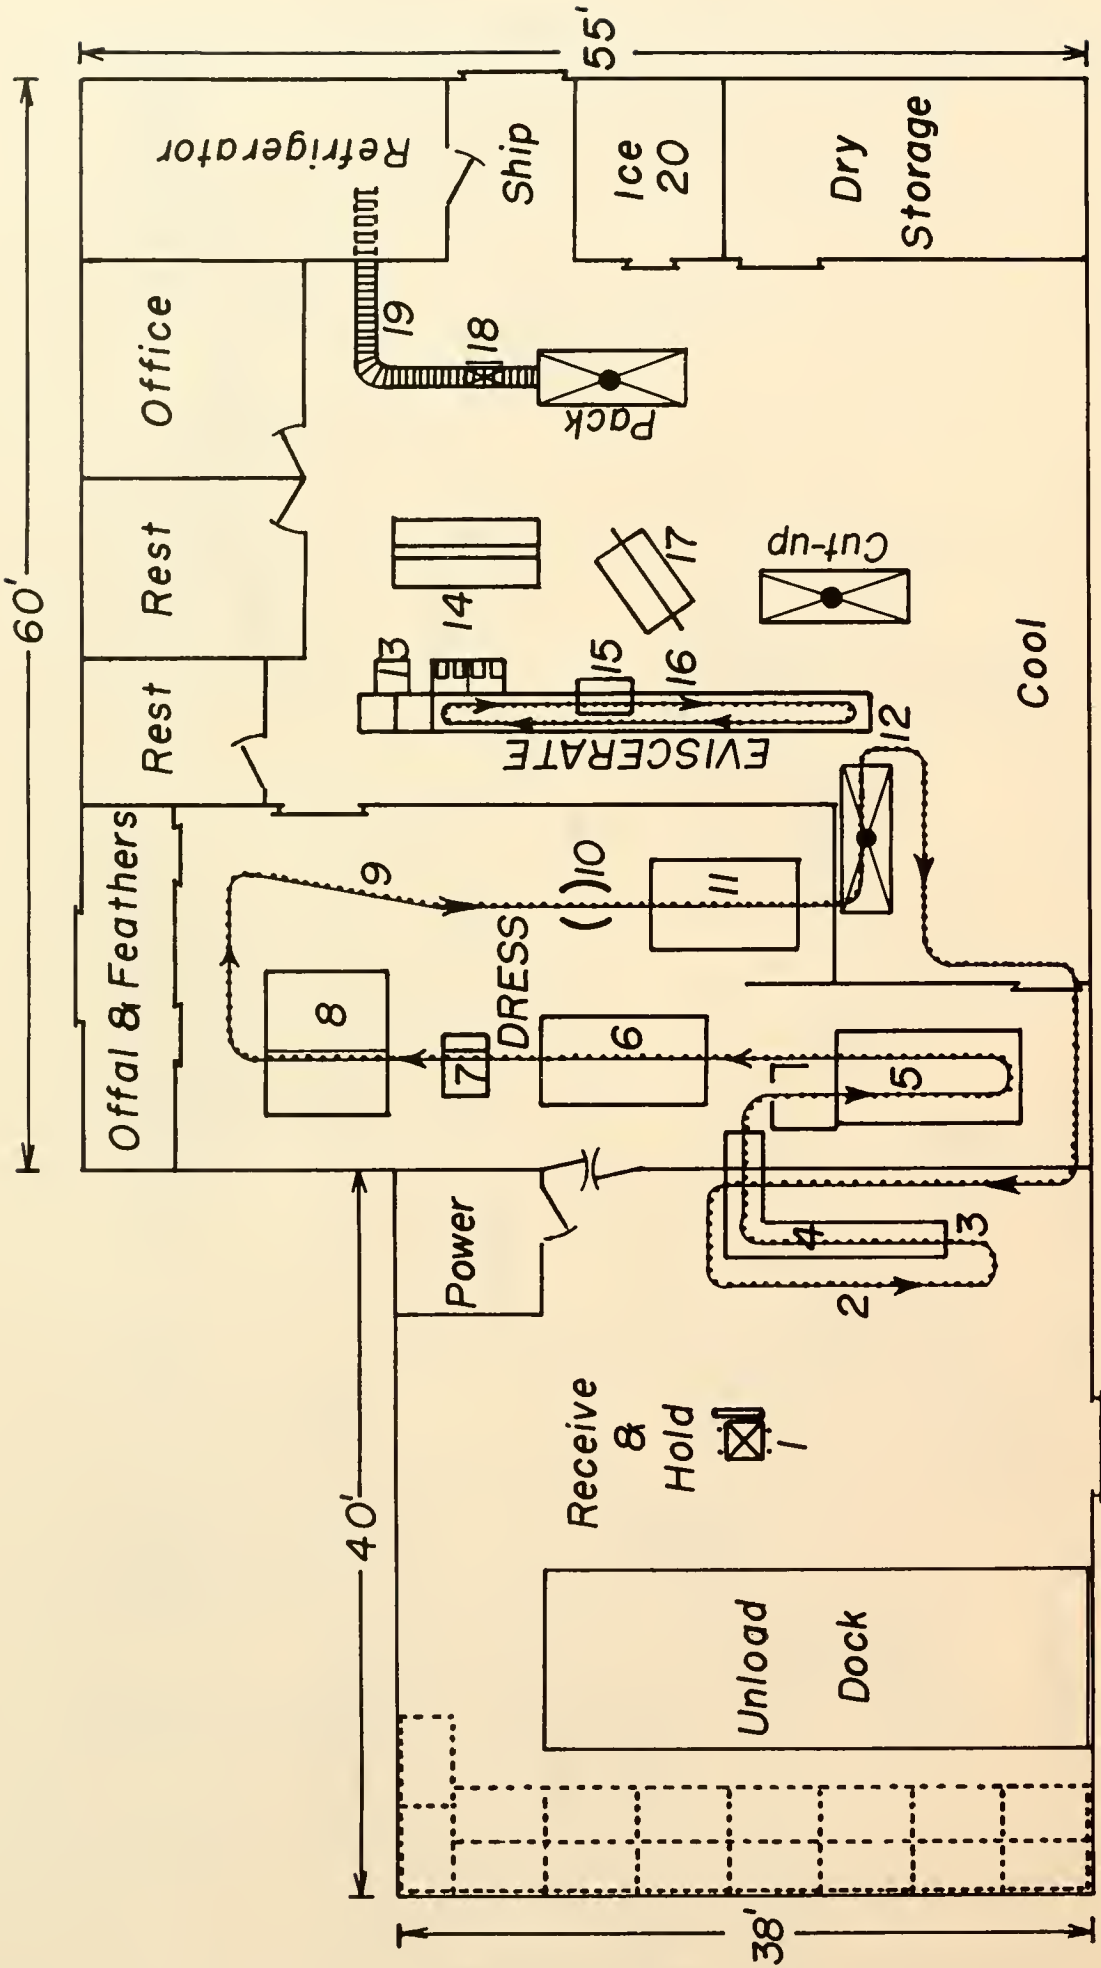 60'
55'
40'
38'
Offal & Feathers
Rest
Rest
Office
Refrigerator
Ship
Ice
20
Dry
Storage
Power
Receive
&
Hold
Unload
Dock
DRESS
EVISCERATE
Cut-up
Pack
Cool
1
2
3
4
5
6
7
8
9
10
11
12
13
14
15
16
17
18
19